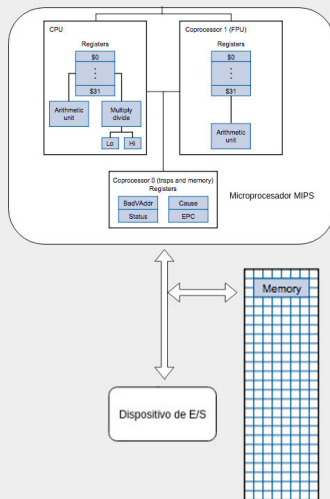 CPU
Registers
$0
$31
Arithmetic
unit
Multiply
divide
Lo
Hi
Coprocessor 1 (FPU)
Registers
$0
$31
Arithmetic
unit
Coprocessor 0 (traps and memory)
Registers
BadVAddr
Cause
Status
EPC
Microprocesador MIPS
Memory
Dispositivo de E/S